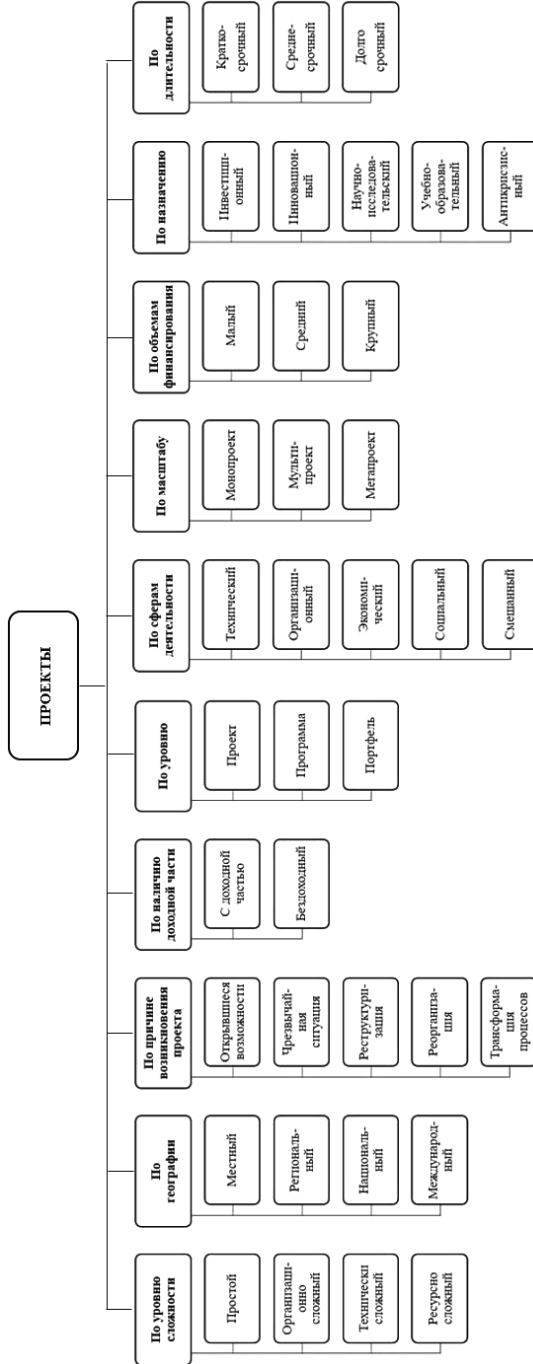 ПРОЕКТЫ
По уровню
сложности
Простой
Организаци-
онно
сложный
Технически
сложный
Ресурсно
сложный
По
географии
Местный
Региональ-
ный
Националь-
ный
Международ-
ный
По причине
возникновения
проекта
Открывшиеся
возможности
Чрезвычай-
ная
ситуация
Реструктури-
зация
Реорганиза-
ция
Трансформа-
ция
процессов
По наличию
доходной части
С доходной
частью
Бездоходный
По уровню
Проект
Программа
Портфель
По сферам
деятельности
Технический
Организаци-
онный
Экономи-
ческий
Социальный
Смешанный
По масштабу
Монопроект
Мульти-
проект
Мегапроект
По объемам
финансирования
Малый
Средний
Крупный
По назначению
Инвестици-
онный
Инновацион-
ный
Научно-
исследова-
тельский
Учебно-
образова-
тельный
Антикризис-
ный
По
длительности
Кратко-
срочный
Средне-
срочный
Долго
срочный